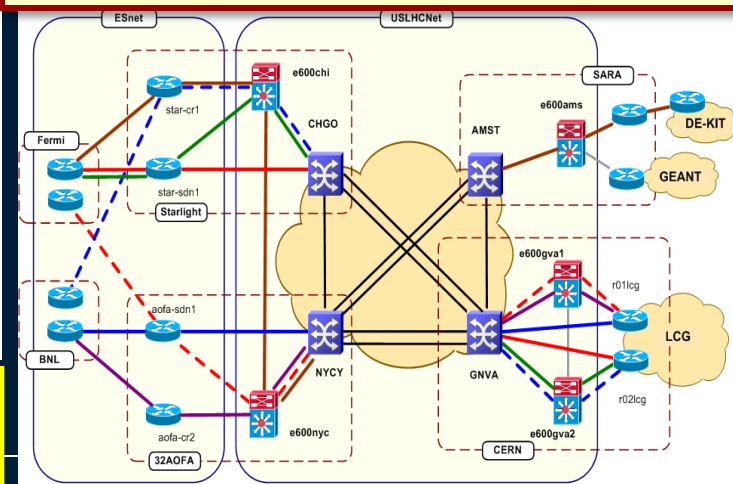 ESnet
USLHCNet
e600chi
SARA
star-cr1
e600ams
DE-KIT
CHGO
AMST
Fermi
GEANT
star-sdn1
Starlight
e600gva1
r01lcg
aofa-sdn1
LCG
BNL
NYCY
GNVA
r02lcg
aofa-cr2
e600nyc
e600gva2
32AOFA
CERN